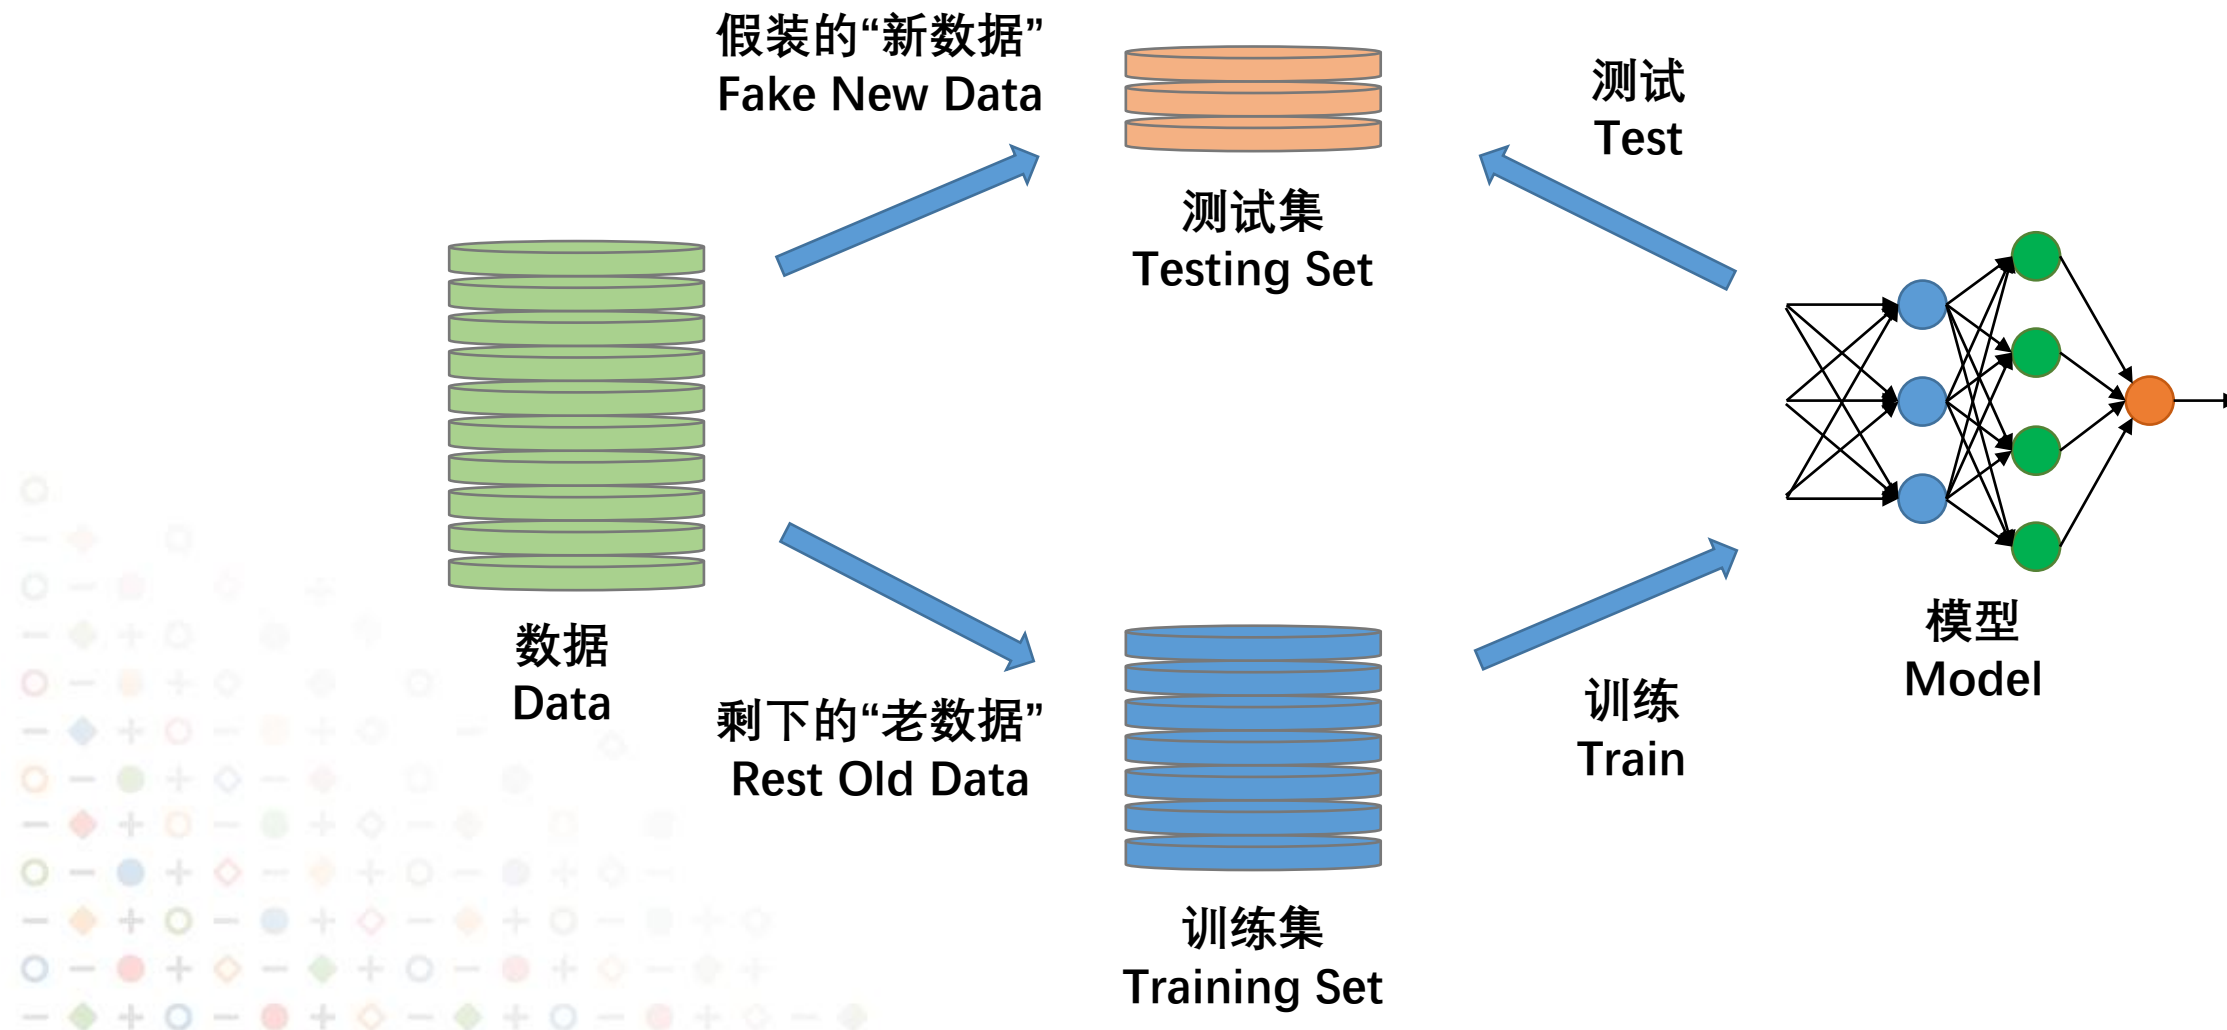 假装的“新数据”
Fake New Data
测试
Test
测试集
Testing Set
数据
Data
模型
Model
剩下的“老数据”
Rest Old Data
训练
Train
训练集
Training Set